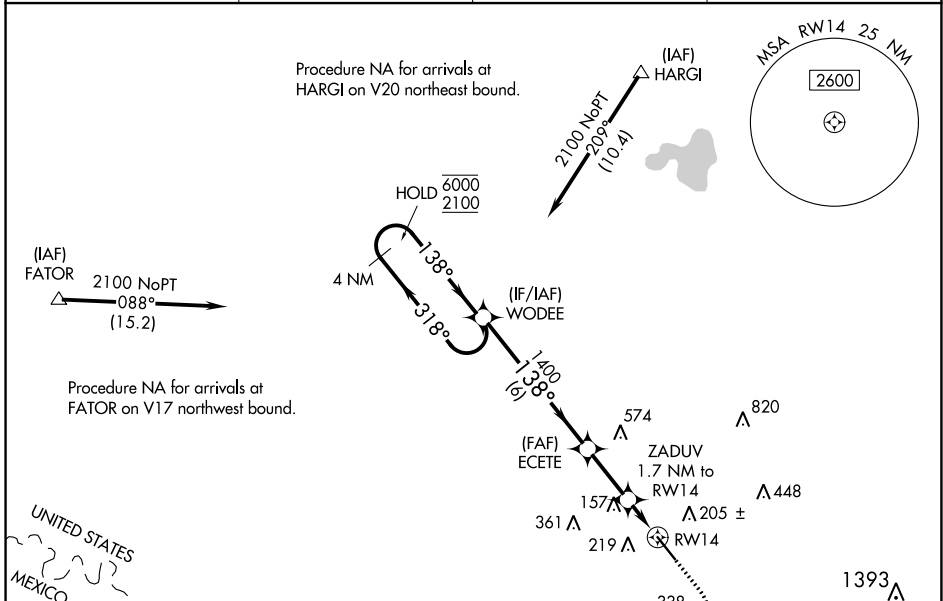 MSA RW14 25 NM
2600
(IAF)
HARGI
Procedure NA for arrivals at
HARGI on V20 northeast bound.
2100 NoPT
209°
(10.4)
HOLD 6000
2100
(IAF)
FATOR
2100 NoPT
088°
(15.2)
4 NM
138°
318°
(IF/IAF)
WODEE
Procedure NA for arrivals at
FATOR on V17 northwest bound.
1400
138°
(6)
574
820
(FAF)
ECETE
ZADUV
1.7 NM to
RW14
448
157
205 ±
361
219
RW14
UNITED STATES
MEXICO
1393